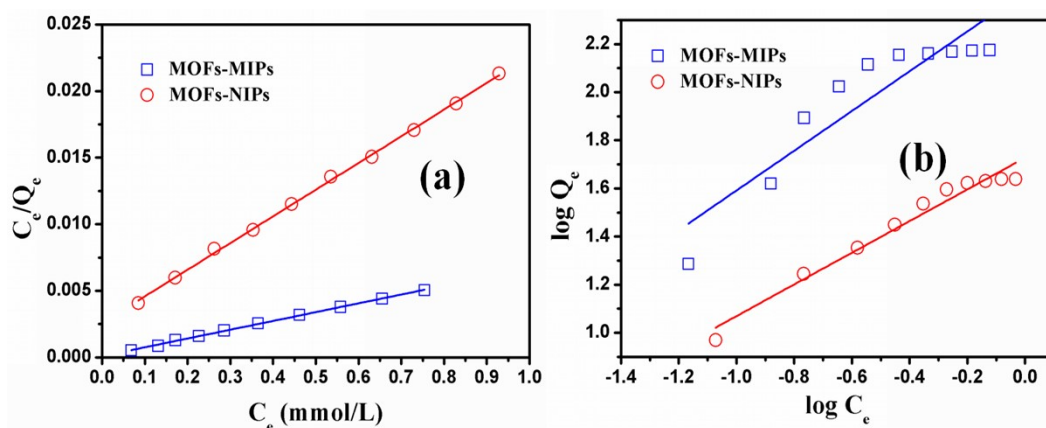 0.025
0.020
0.015
0.010
0.005
0.000
C_e/Q_e
MOFs-MIPs
MOFs-NIPs
(a)
0.0 0.1 0.2 0.3 0.4 0.5 0.6 0.7 0.8 0.9 1.0
C_e (mmol/L)
2.2
2.0
1.8
1.6
1.4
1.2
1.0
log Q_e
MOFs-MIPs
MOFs-NIPs
(b)
-1.4 -1.2 -1.0 -0.8 -0.6 -0.4 -0.2 0.0
log C_e